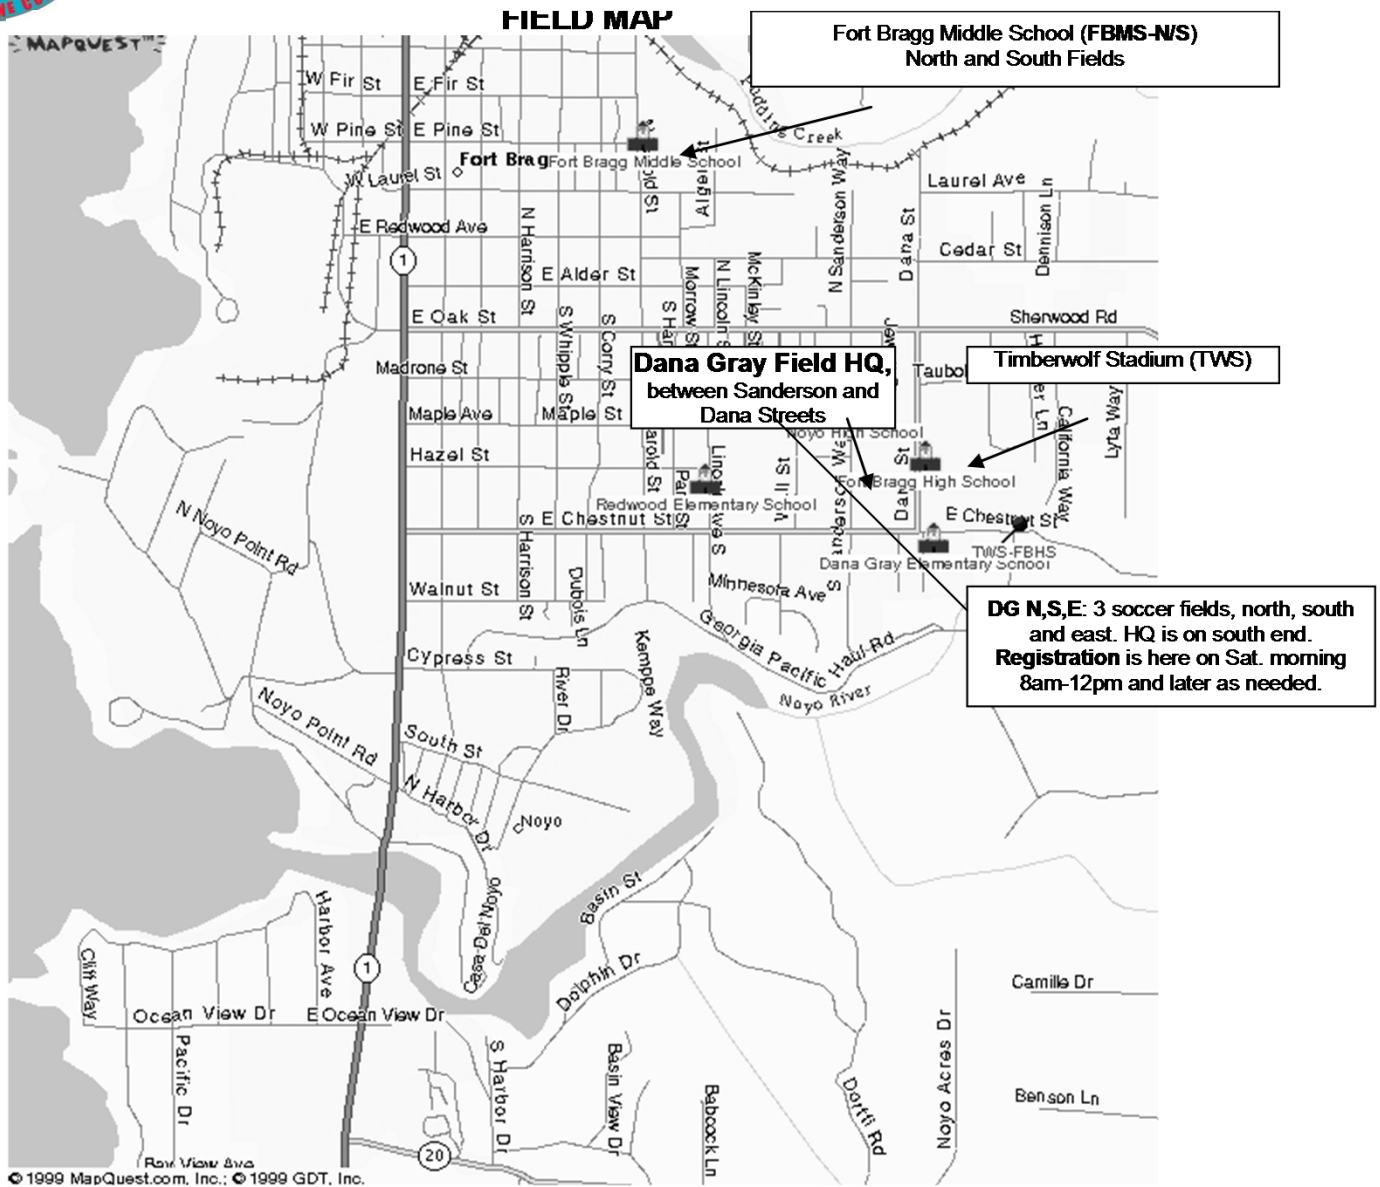 FIELD MAP
MAPQUEST
Fort Bragg Middle School (FBMS-N/S)
North and South Fields
W Fir St
E Fir St
W Pine St
E Pine St
Creek
Fort Brag
Fort Bragg Middle School
W Laurel St
Laurel Ave
E Redwood Ave
N Harrison St
N Sanderson Way
Dana St
Cedar St
Dennison Ln
1
E Alder St
Morrow St
N Lincoln S
McKinley St
E Oak St
Sherwood Rd
S Whipple St
S Corry St
S Har
Madrone St
Dana Gray Field HQ,
between Sanderson and
Dana Streets
Taubol
Timberwolf Stadium (TWS)
Maple Ave
Maple St
er Ln
California Way
Lyta Way
Noyo High School
Hazel St
arold St
Fort Bragg High School
Redwood Elementary School
N Noyo Point Rd
S Harrison St
E Chestnut St
E Chestnut St
TWS-FBHS
Dana Gray Elementary School
Walnut St
Dubois Ln
Minnesota Ave
DG N,S,E: 3 soccer fields, north, south
and east. HQ is on south end.
Registration is here on Sat. morning
8am-12pm and later as needed.
Georgia Pacific Haul Rd
Cypress St
Kemppe Way
River Dr
Noyo River
Noyo Point Rd
South St
N Harbor Dr
Noyo
Basin St
Harbor Ave
Cliff Way
1
Dolphin Dr
Camille Dr
Ocean View Dr
E Ocean View Dr
Pacific Dr
S Harbor Dr
Basin View Dr
Babcock Ln
Noyo Acres Dr
Benson Ln
20
Bay View Ave
© 1999 MapQuest.com, Inc.; © 1999 GDT, Inc.